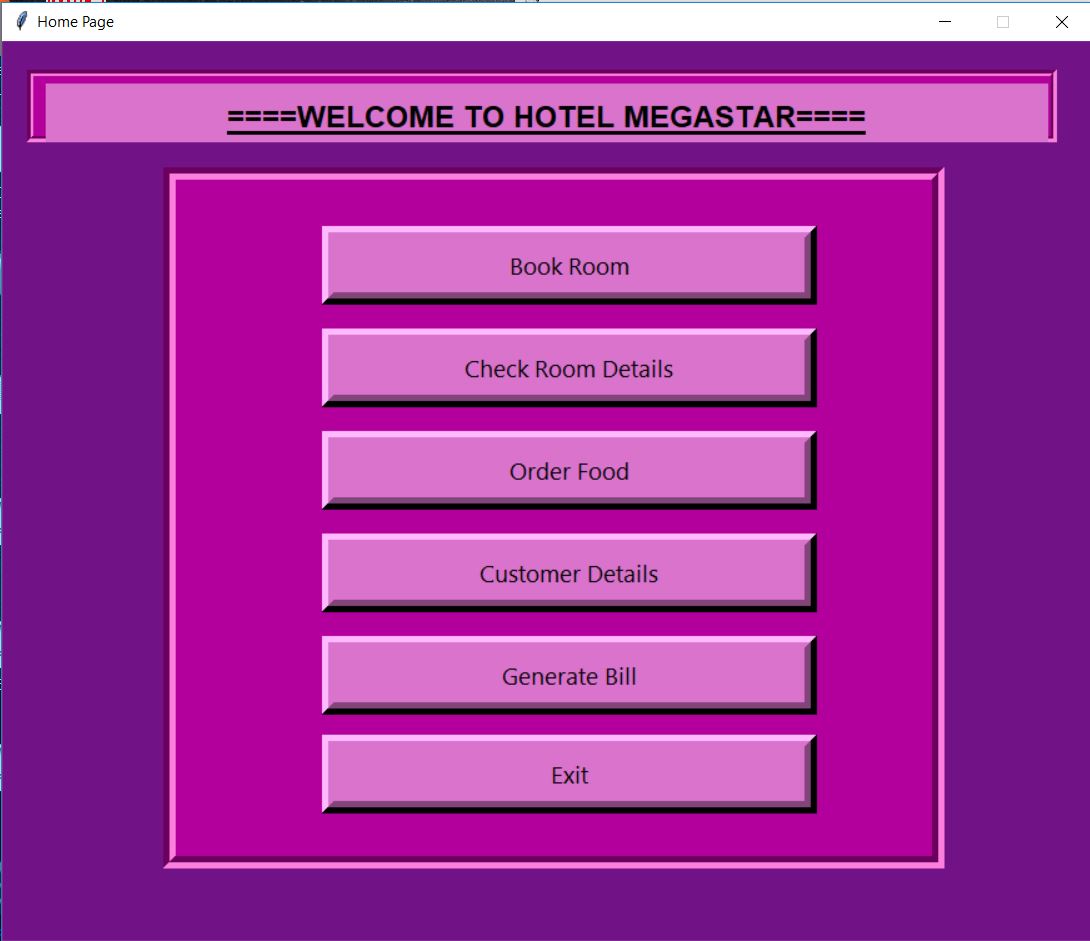 Home Page
====WELCOME TO HOTEL MEGASTAR====
Book Room
Check Room Details
Order Food
Customer Details
Generate Bill
Exit